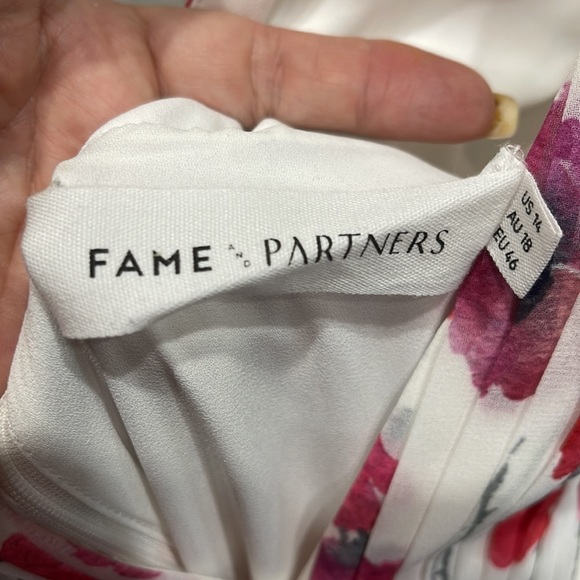 FAME AND PARTNERS
US 14
AU 18
EU 46